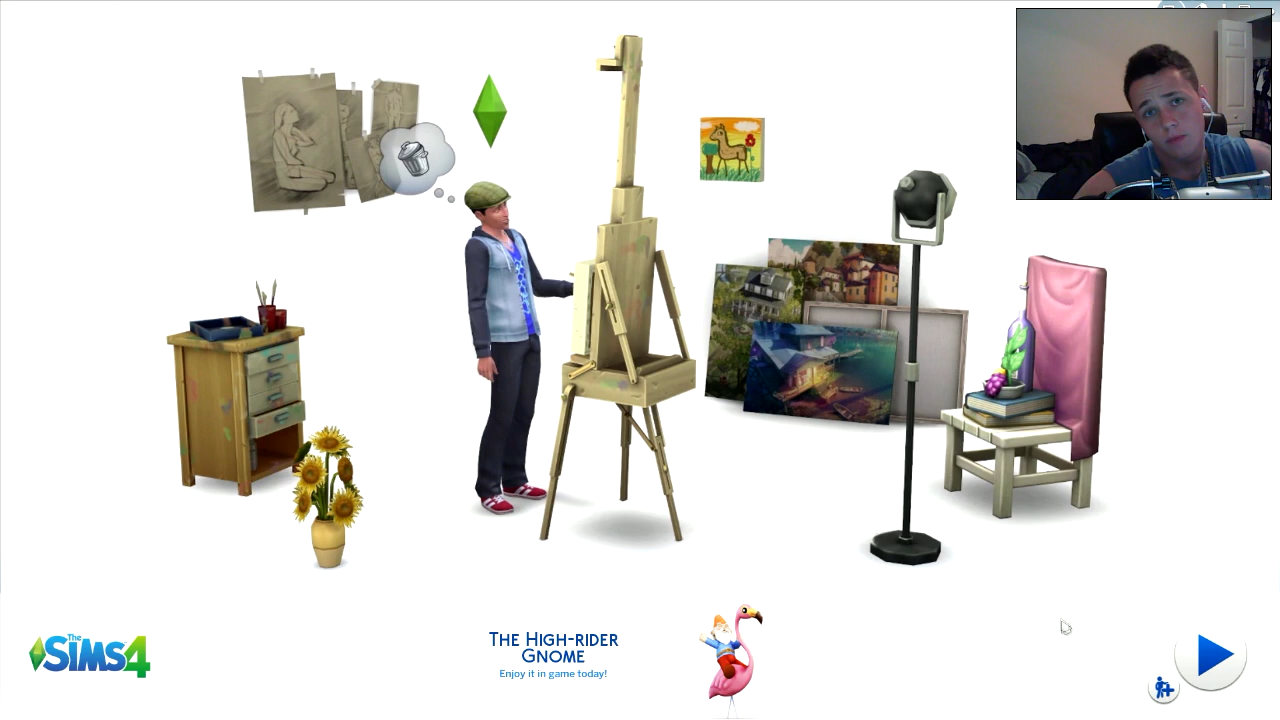 The
SiMS4
THE HIGH-RIDER
GNOME
Enjoy it in game today!